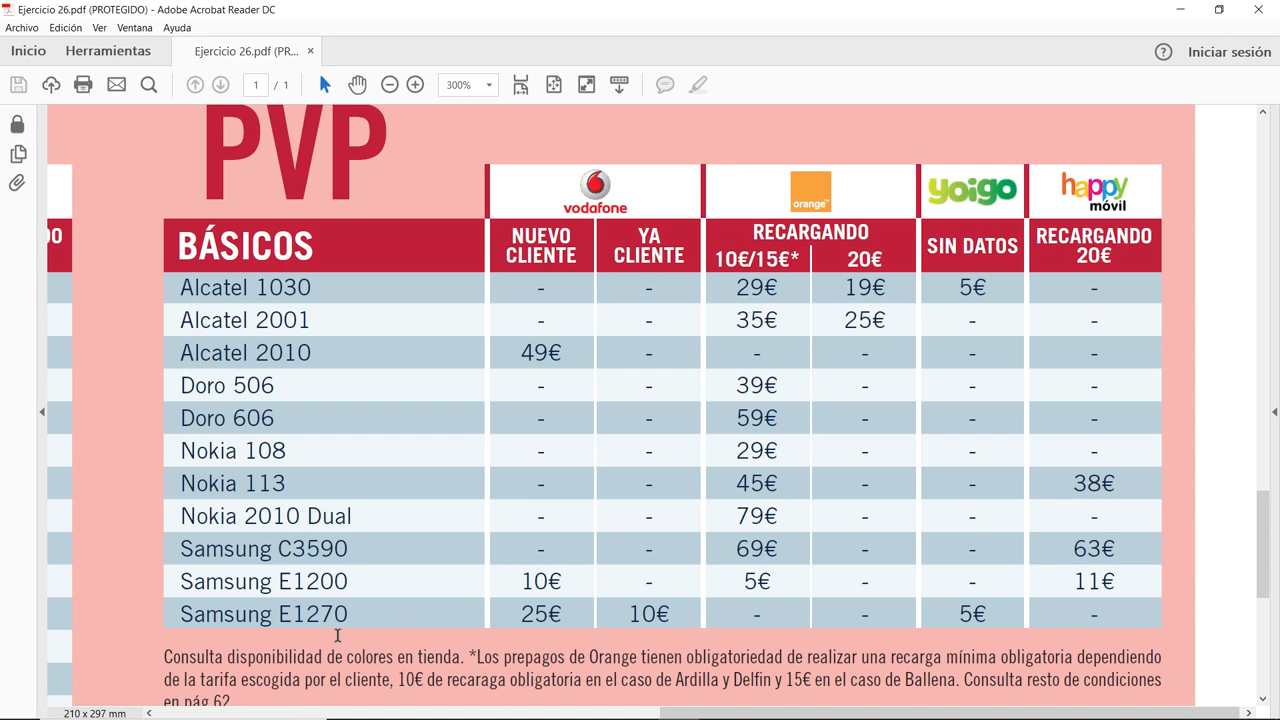 Ejercicio 26.pdf (PROTEGIDO) - Adobe Acrobat Reader DC
Archivo Edición Ver Ventana Ayuda
Inicio Herramientas Ejercicio 26.pdf (PR... × Iniciar sesión
1 / 1 300%
PVP
vodafone orange™ yoigo happy móvil
DO BÁSICOS NUEVO CLIENTE YA CLIENTE RECARGANDO 10€/15€* 20€ SIN DATOS RECARGANDO 20€
Alcatel 1030 - - 29€ 19€ 5€ -
Alcatel 2001 - - 35€ 25€ - -
Alcatel 2010 49€ - - - - -
Doro 506 - - 39€ - - -
Doro 606 - - 59€ - - -
Nokia 108 - - 29€ - - -
Nokia 113 - - 45€ - - 38€
Nokia 2010 Dual - - 79€ - - -
Samsung C3590 - - 69€ - - 63€
Samsung E1200 10€ - 5€ - - 11€
Samsung E1270 25€ 10€ - - 5€ -
Consulta disponibilidad de colores en tienda. *Los prepagos de Orange tienen obligatoriedad de realizar una recarga mínima obligatoria dependiendo
de la tarifa escogida por el cliente, 10€ de recaraga obligatoria en el caso de Ardilla y Delfin y 15€ en el caso de Ballena. Consulta resto de condiciones
en pág 62
210 x 297 mm